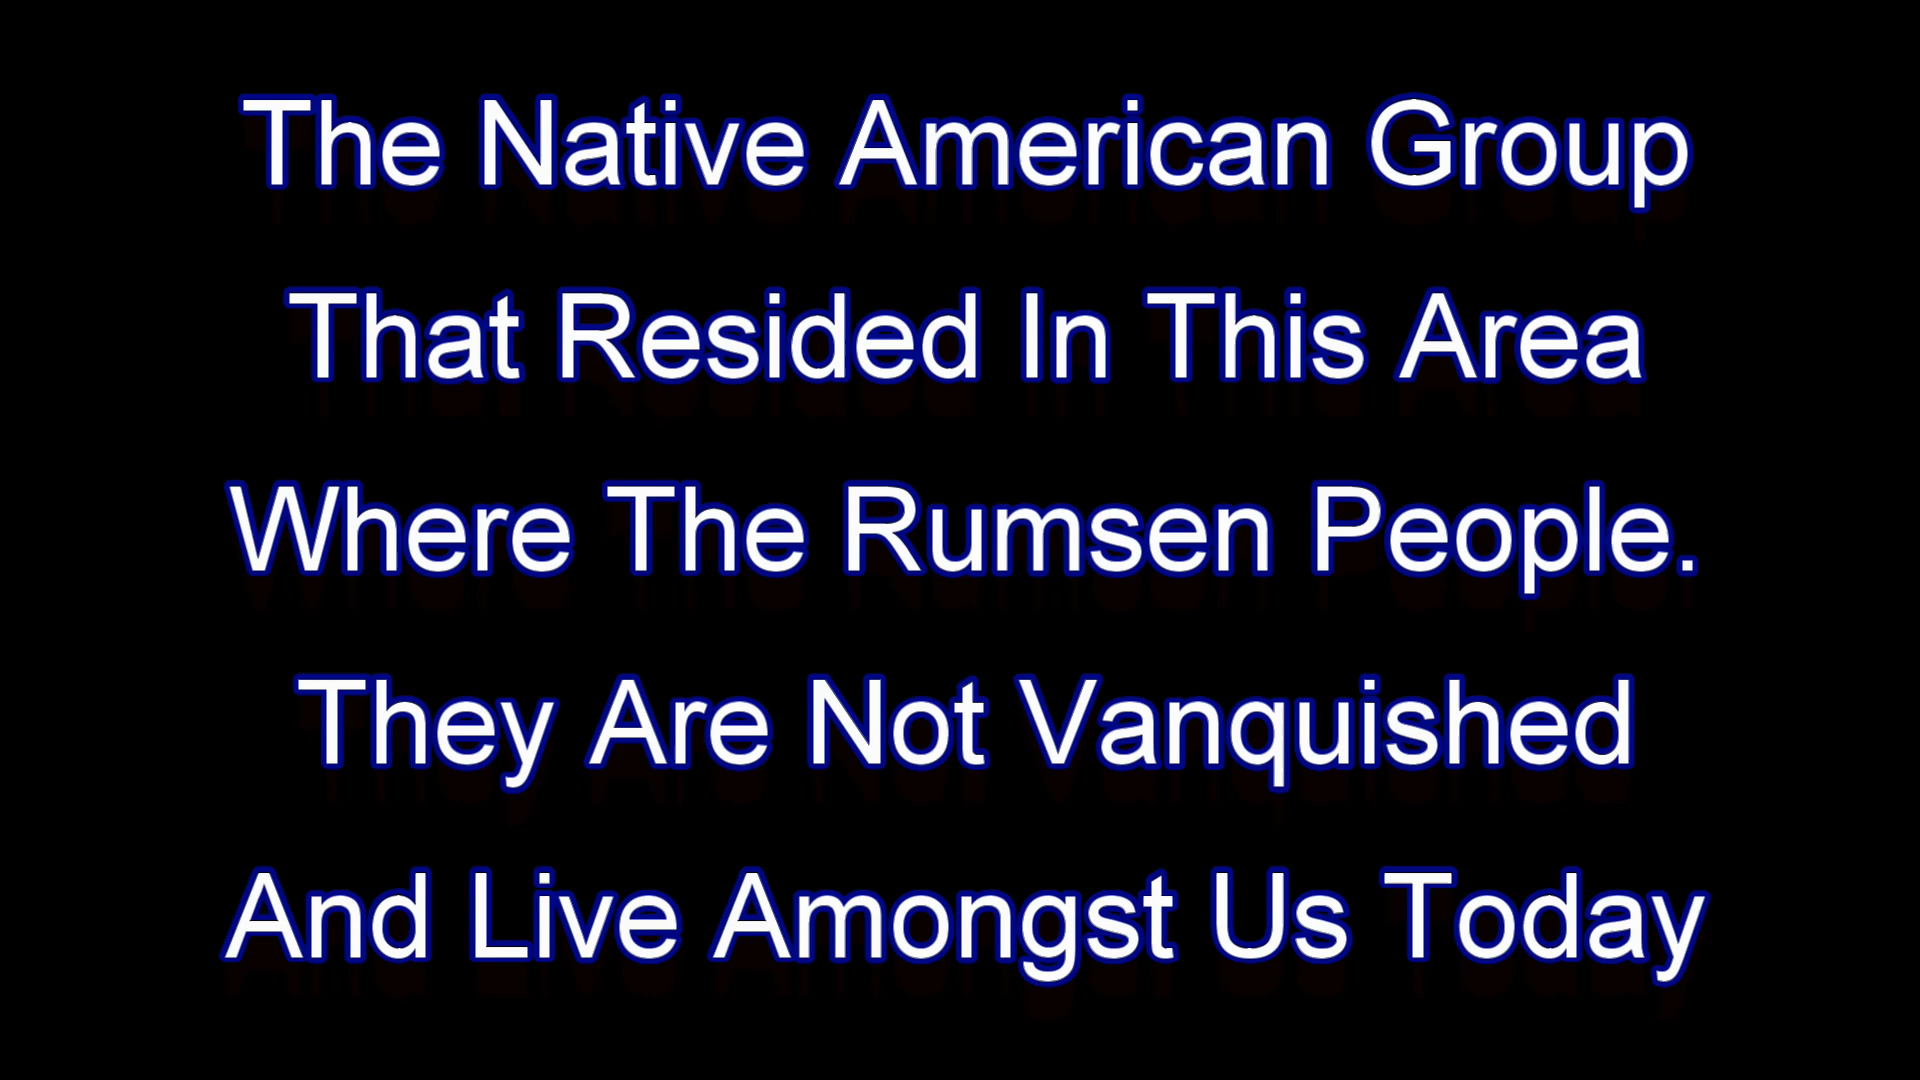 The Native American Group
That Resided In This Area
Where The Rumsen People.
They Are Not Vanquished
And Live Amongst Us Today